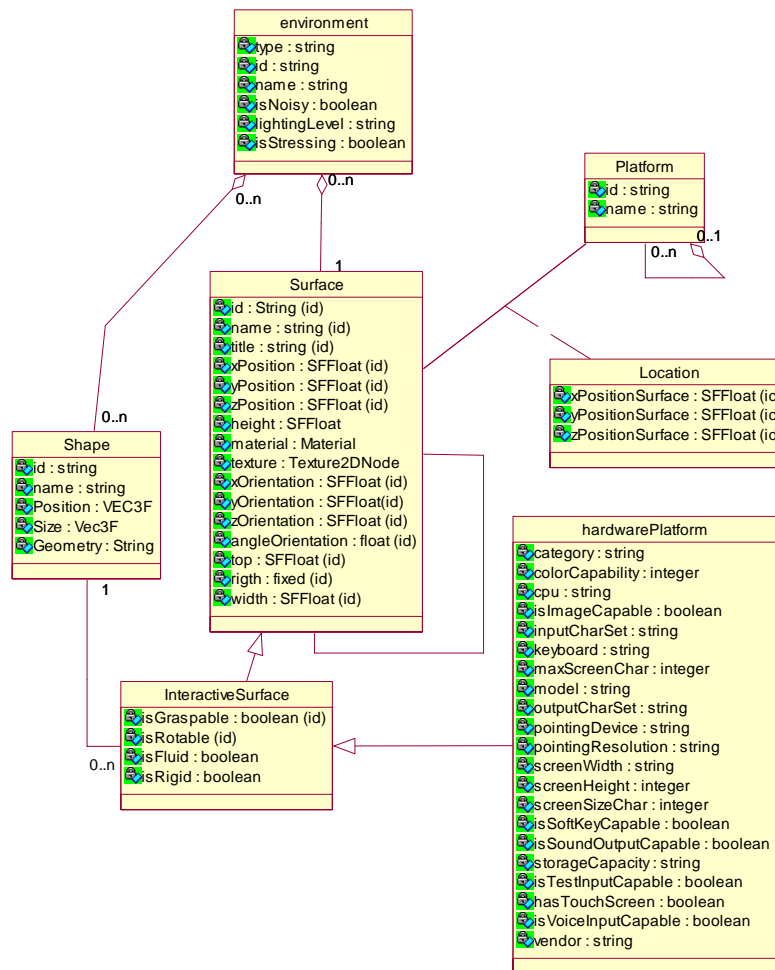 environment
type : string
id : string
name : string
isNoisy : boolean
lightingLevel : string
isStressing : boolean
0..n
0..n
Platform
id : string
name : string
0..1
0..n
1
Surface
id : String (id)
name : string (id)
title : string (id)
xPosition : SFFloat (id)
yPosition : SFFloat (id)
zPosition : SFFloat (id)
height : SFFloat
material : Material
texture : Texture2DNode
xOrientation : SFFloat (id)
yOrientation : SFFloat(id)
zOrientation : SFFloat (id)
angleOrientation : float (id)
top : SFFloat (id)
rigth : fixed (id)
width : SFFloat (id)
Location
xPositionSurface : SFFloat (id
yPositionSurface : SFFloat (id
zPositionSurface : SFFloat (id
0..n
Shape
id : string
name : string
Position : VEC3F
Size : Vec3F
Geometry : String
1
0..n
InteractiveSurface
isGraspable : boolean (id)
isRotable (id)
isFluid : boolean
isRigid : boolean
hardwarePlatform
category : string
colorCapability : integer
cpu : string
isImageCapable : boolean
inputCharSet : string
keyboard : string
maxScreenChar : integer
model : string
outputCharSet : string
pointingDevice : string
pointingResolution : string
screenWidth : string
screenHeight : integer
screenSizeChar : integer
isSoftKeyCapable : boolean
isSoundOutputCapable : boolean
storageCapacity : string
isTestInputCapable : boolean
hasTouchScreen : boolean
isVoiceInputCapable : boolean
vendor : string